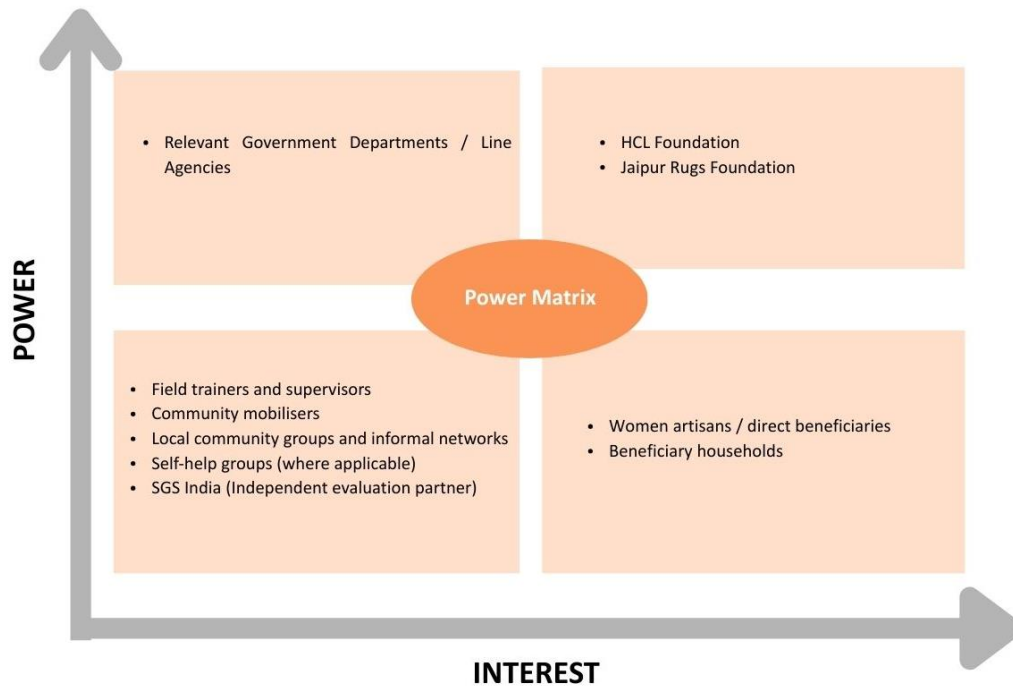 • Relevant Government Departments / Line
Agencies
• HCL Foundation
• Jaipur Rugs Foundation
POWER
Power Matrix
• Field trainers and supervisors
• Community mobilisers
• Local community groups and informal networks
• Self-help groups (where applicable)
• SGS India (Independent evaluation partner)
• Women artisans / direct beneficiaries
• Beneficiary households
INTEREST